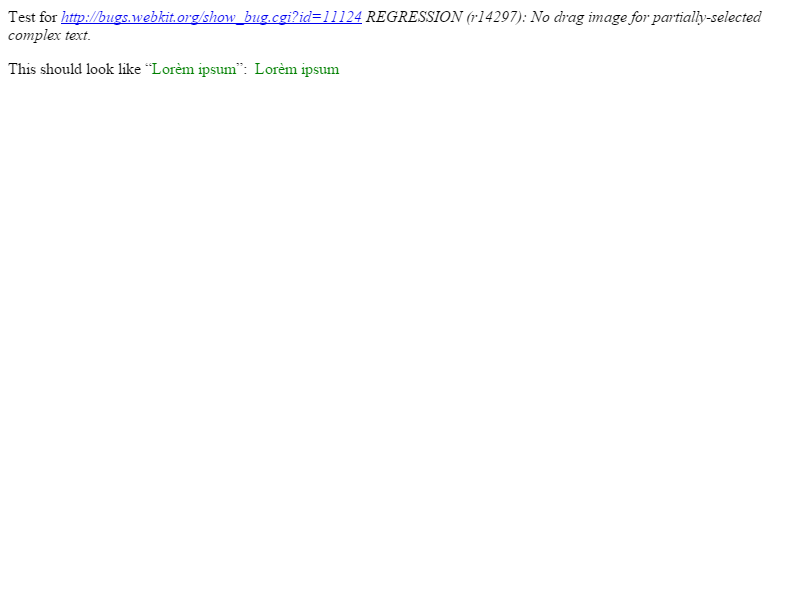 Test for http://bugs.webkit.org/show_bug.cgi?id=11124 REGRESSION (r14297): No drag image for partially-selected
complex text.
This should look like “Lorèm ipsum”: Lorèm ipsum